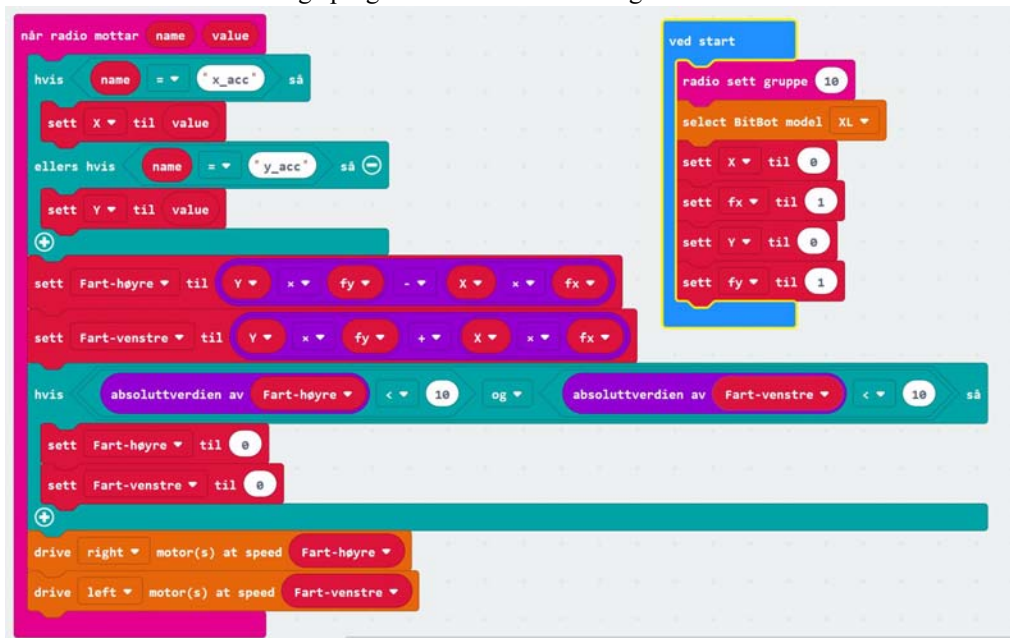 når radio mottar name value
hvis name = "x_acc" så
sett X til value
ellers hvis name = "y_acc" så
sett Y til value
sett Fart-høyre til Y × fy - X × fx
sett Fart-venstre til Y × fy + X × fx
hvis absoluttverdien av Fart-høyre < 10 og absoluttverdien av Fart-venstre < 10 så
sett Fart-høyre til 0
sett Fart-venstre til 0
drive right motor(s) at speed Fart-høyre
drive left motor(s) at speed Fart-venstre
ved start
radio sett gruppe 10
select BitBot model XL
sett X til 0
sett fx til 1
sett Y til 0
sett fy til 1